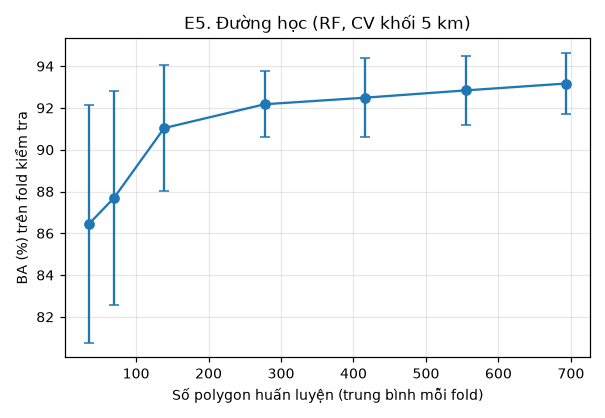 E5. Đường học (RF, CV khối 5 km)
BA (%) trên fold kiểm tra
94
92
90
88
86
84
82
100 200 300 400 500 600 700
Số polygon huấn luyện (trung bình mỗi fold)